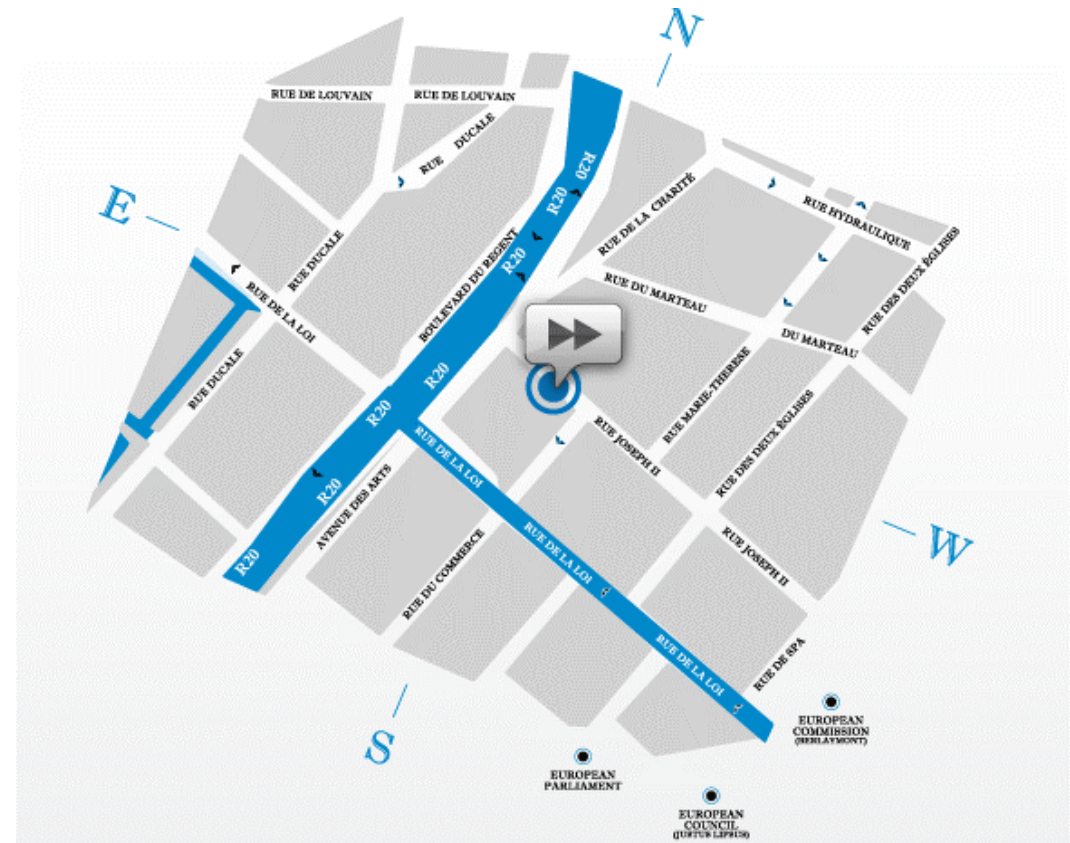 N
RUE DE LOUVAIN
RUE DE LOUVAIN
RUE DUCALE
R20
R20
RUE DE LA CHARITÉ
RUE HYDRAULIQUE
E
RUE DUCALE
BOULEVARD DU REGENT
R20
RUE DES DEUX ÉGLISES
RUE DE LA LOI
RUE DU MARTEAU
DU MARTEAU
RUE DUCALE
R20
R20
RUE MARIE-THERESE
RUE DE LA LOI
RUE JOSEPH II
RUE DES DEUX ÉGLISES
R20
AVENUE DES ARTS
RUE DE LA LOI
RUE JOSEPH II
W
R20
RUE DU COMMERCE
RUE DE LA LOI
RUE DE SPA
S
EUROPEAN
COMMISSION
(BERLAYMONT)
EUROPEAN
PARLIAMENT
EUROPEAN
COUNCIL
(JUSTUS LIPSIUS)